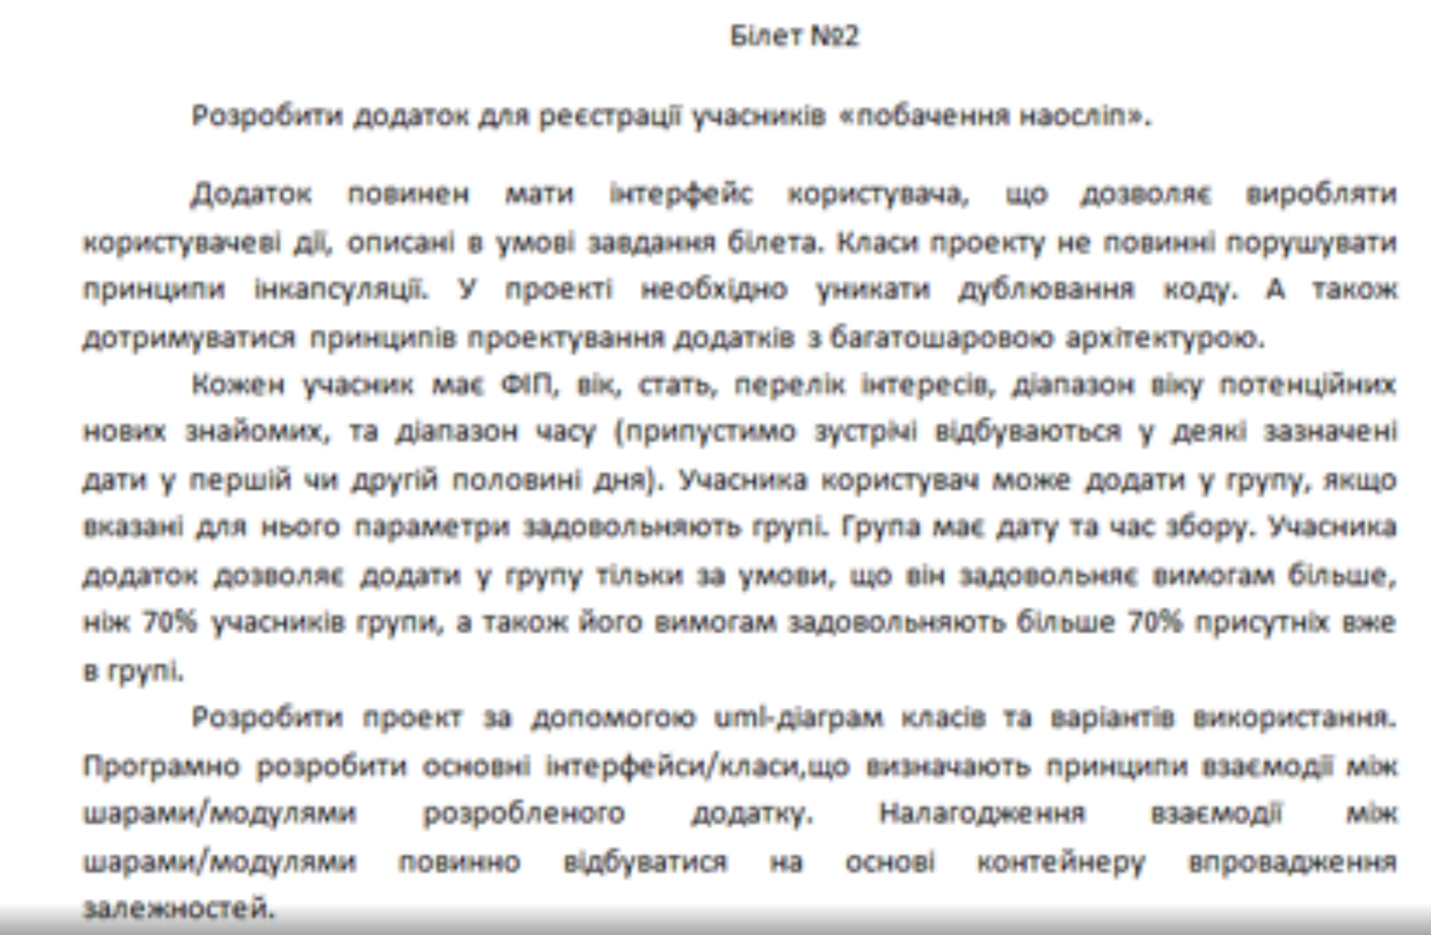 Білет №2
Розробити додаток для реєстрації учасників «побачення наосліп».
Додаток повинен мати інтерфейс користувача, що дозволяє виробляти
користувачеві дії, описані в умові завдання білета. Класи проекту не повинні порушувати
принципи інкапсуляції. У проекті необхідно уникати дублювання коду. А також
дотримуватися принципів проектування додатків з багатошаровою архітектурою.
Кожен учасник має ФІП, вік, стать, перелік інтересів, діапазон віку потенційних
нових знайомих, та діапазон часу (припустимо зустрічі відбуваються у деякі зазначені
дати у першій чи другій половині дня). Учасника користувач може додати у групу, якщо
вказані для нього параметри задовольняють групі. Група має дату та час збору. Учасника
додаток дозволяє додати у групу тільки за умови, що він задовольняє вимогам більше,
ніж 70% учасників групи, а також його вимогам задовольняють більше 70% присутніх вже
в групі.
Розробити проект за допомогою uml-діаграм класів та варіантів використання.
Програмно розробити основні інтерфейси/класи,що визначають принципи взаємодії між
шарами/модулями розробленого додатку. Налагодження взаємодії між
шарами/модулями повинно відбуватися на основі контейнеру впровадження
залежностей.